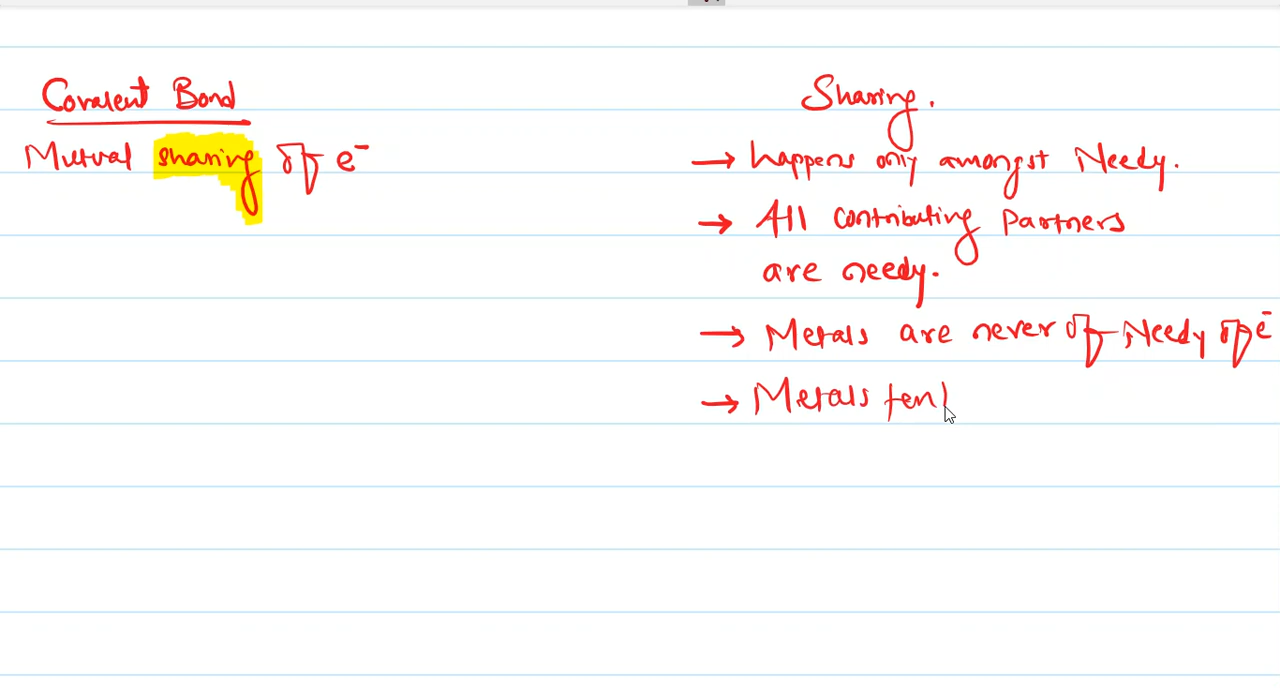 Covalent Bond
Mutual sharing of e⁻
Sharing.
→ happens only amongst Needy.
→ All contributing Partners
are needy.
→ Metals are never of Needy of e⁻
→ Metals ten